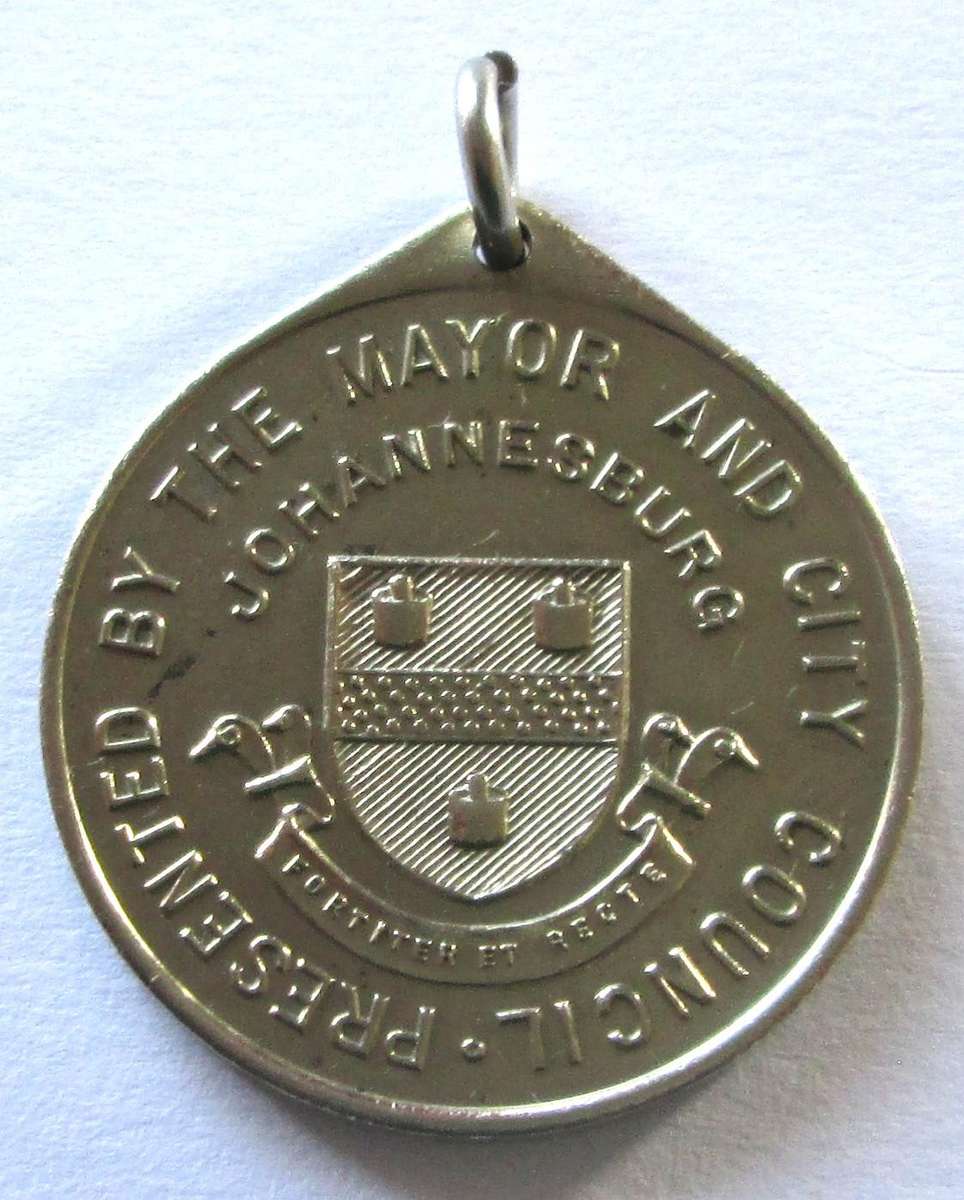 PRESENTED BY THE MAYOR AND CITY COUNCIL ·
JOHANNESBURG
FORTITER ET RECTE